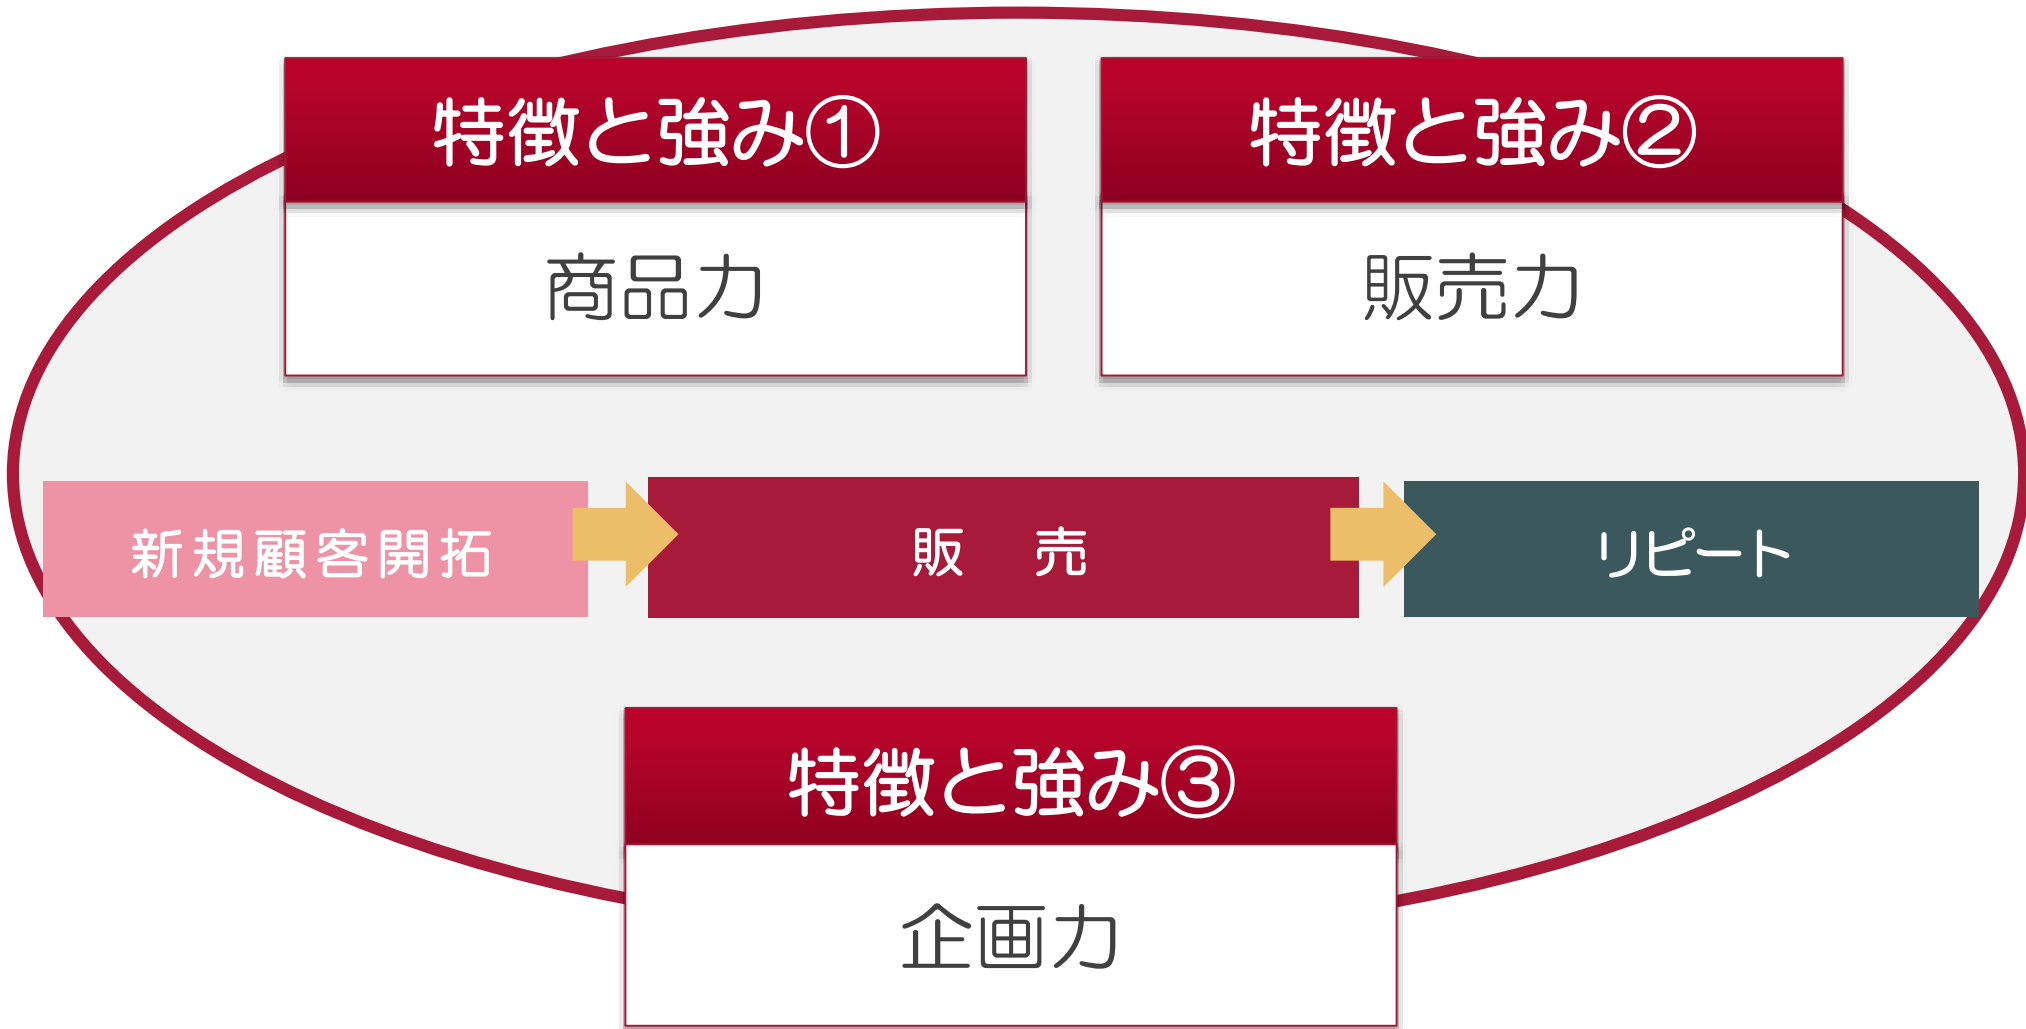 特徴と強み①
商品力
特徴と強み②
販売力
新規顧客開拓
販　売
リピート
特徴と強み③
企画力